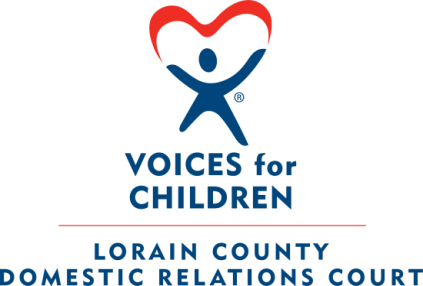 ®
VOICES for
CHILDREN
LORAIN COUNTY
DOMESTIC RELATIONS COURT